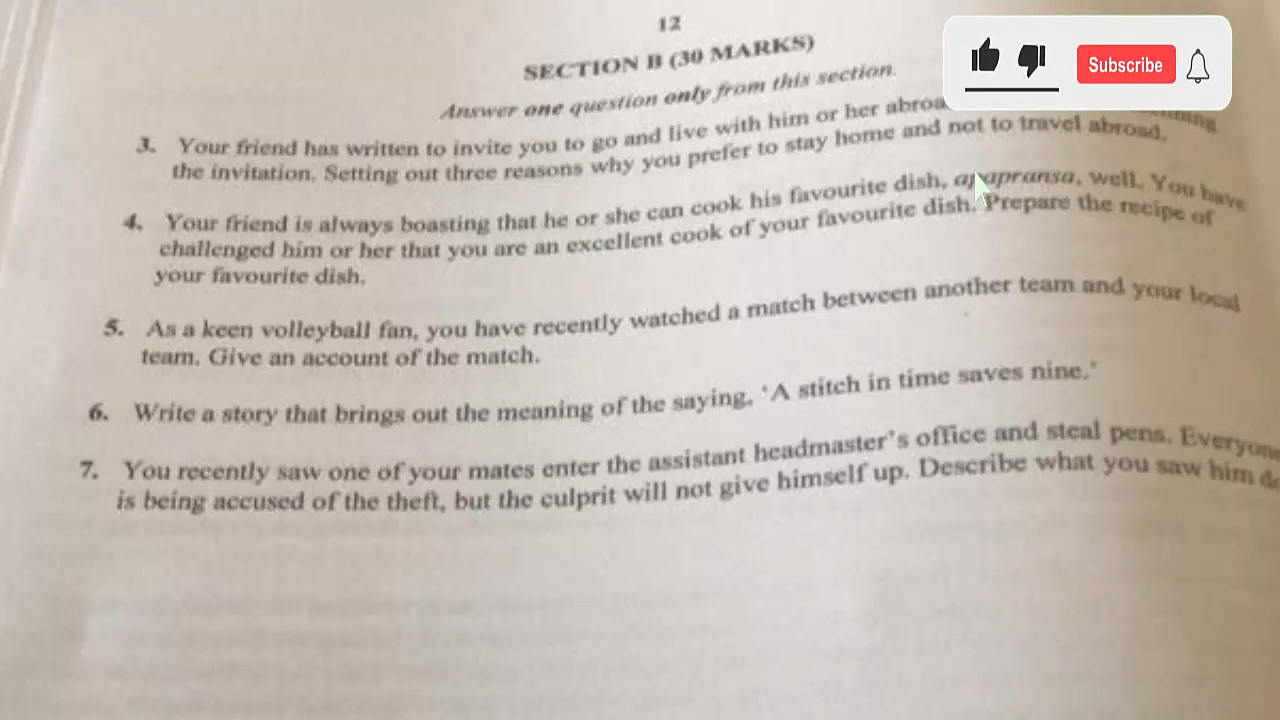 12
SECTION B (30 MARKS)
Answer one question only from this section.
Subscribe
3. Your friend has written to invite you to go and live with him or her
the invitation. Setting out three reasons why you prefer to stay home and not to travel abroad.
4. Your friend is always boasting that he or she can cook his favourite dish, apapransa, well. You have
challenged him or her that you are an excellent cook of your favourite dish. Prepare the recipe of
your favourite dish.
5. As a keen volleyball fan, you have recently watched a match between another team and your local
team. Give an account of the match.
6. Write a story that brings out the meaning of the saying, 'A stitch in time saves nine.'
7. You recently saw one of your mates enter the assistant headmaster's office and steal pens. Everyone
is being accused of the theft, but the culprit will not give himself up. Describe what you saw him